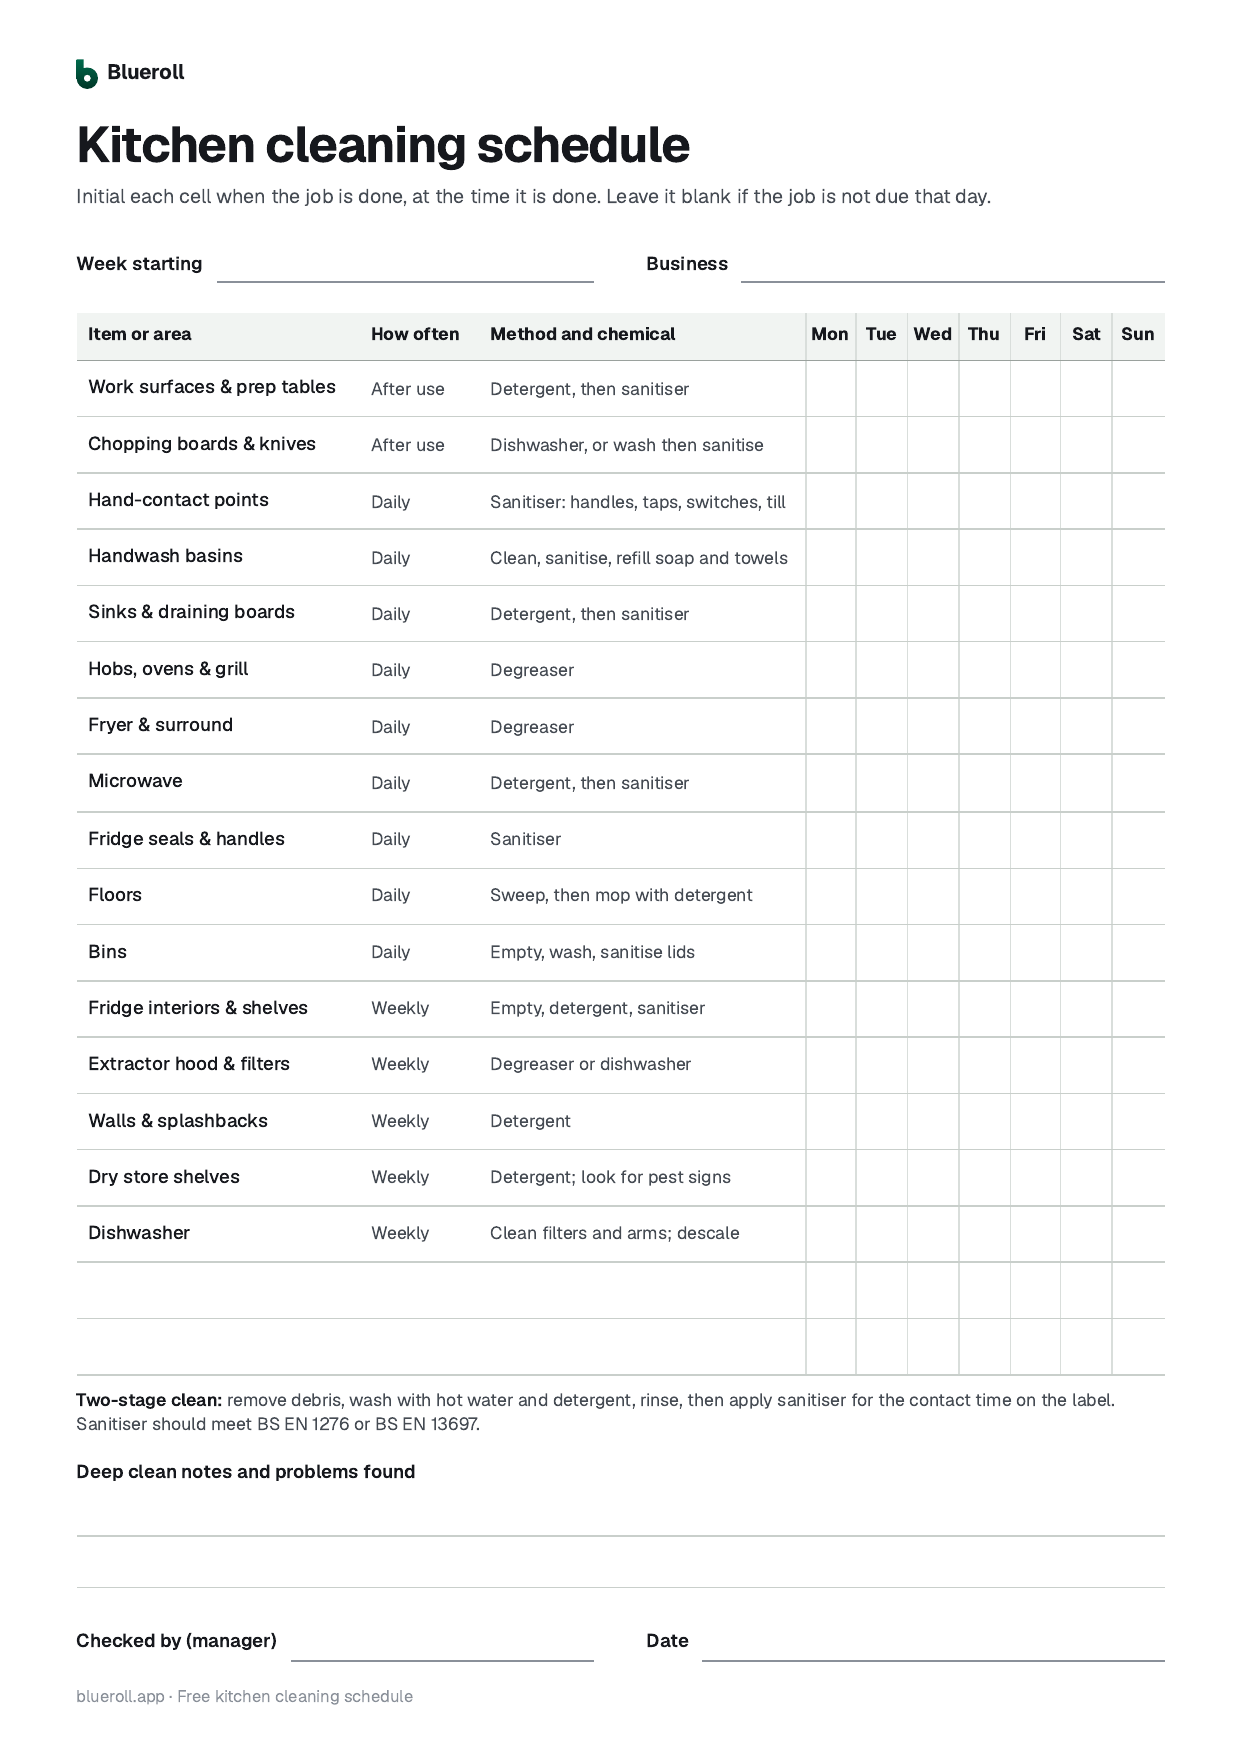 Blueroll
Kitchen cleaning schedule
Initial each cell when the job is done, at the time it is done. Leave it blank if the job is not due that day.
Week starting Business
Item or area How often Method and chemical Mon Tue Wed Thu Fri Sat Sun
Work surfaces & prep tables After use Detergent, then sanitiser
Chopping boards & knives After use Dishwasher, or wash then sanitise
Hand-contact points Daily Sanitiser: handles, taps, switches, till
Handwash basins Daily Clean, sanitise, refill soap and towels
Sinks & draining boards Daily Detergent, then sanitiser
Hobs, ovens & grill Daily Degreaser
Fryer & surround Daily Degreaser
Microwave Daily Detergent, then sanitiser
Fridge seals & handles Daily Sanitiser
Floors Daily Sweep, then mop with detergent
Bins Daily Empty, wash, sanitise lids
Fridge interiors & shelves Weekly Empty, detergent, sanitiser
Extractor hood & filters Weekly Degreaser or dishwasher
Walls & splashbacks Weekly Detergent
Dry store shelves Weekly Detergent; look for pest signs
Dishwasher Weekly Clean filters and arms; descale
Two-stage clean: remove debris, wash with hot water and detergent, rinse, then apply sanitiser for the contact time on the label.
Sanitiser should meet BS EN 1276 or BS EN 13697.
Deep clean notes and problems found
Checked by (manager) Date
blueroll.app · Free kitchen cleaning schedule